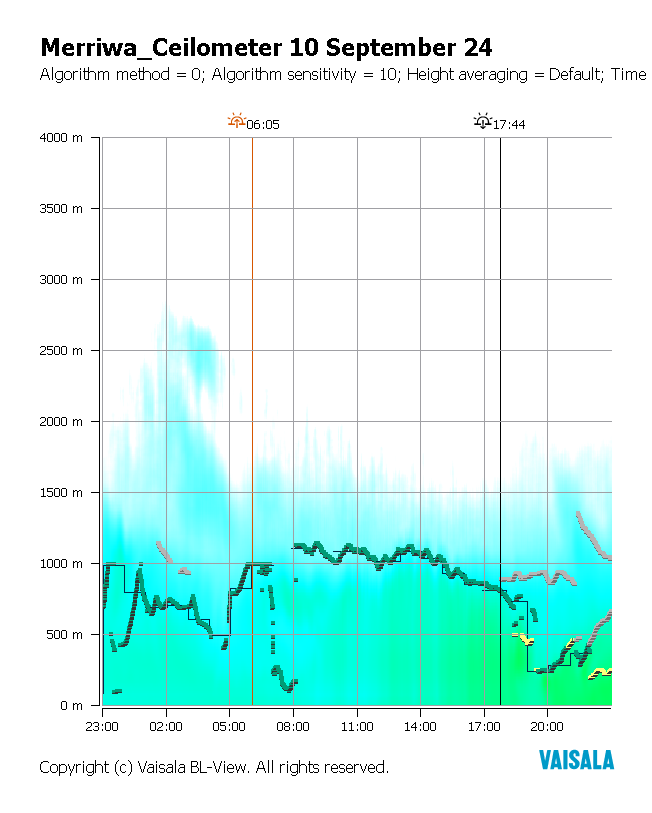 Merriwa_Ceilometer 10 September 24
Algorithm method = 0; Algorithm sensitivity = 10; Height averaging = Default; Time
06:05 17:44
4000 m
3500 m
3000 m
2500 m
2000 m
1500 m
1000 m
500 m
0 m
23:00 02:00 05:00 08:00 11:00 14:00 17:00 20:00
VAISALA
Copyright (c) Vaisala BL-View. All rights reserved.